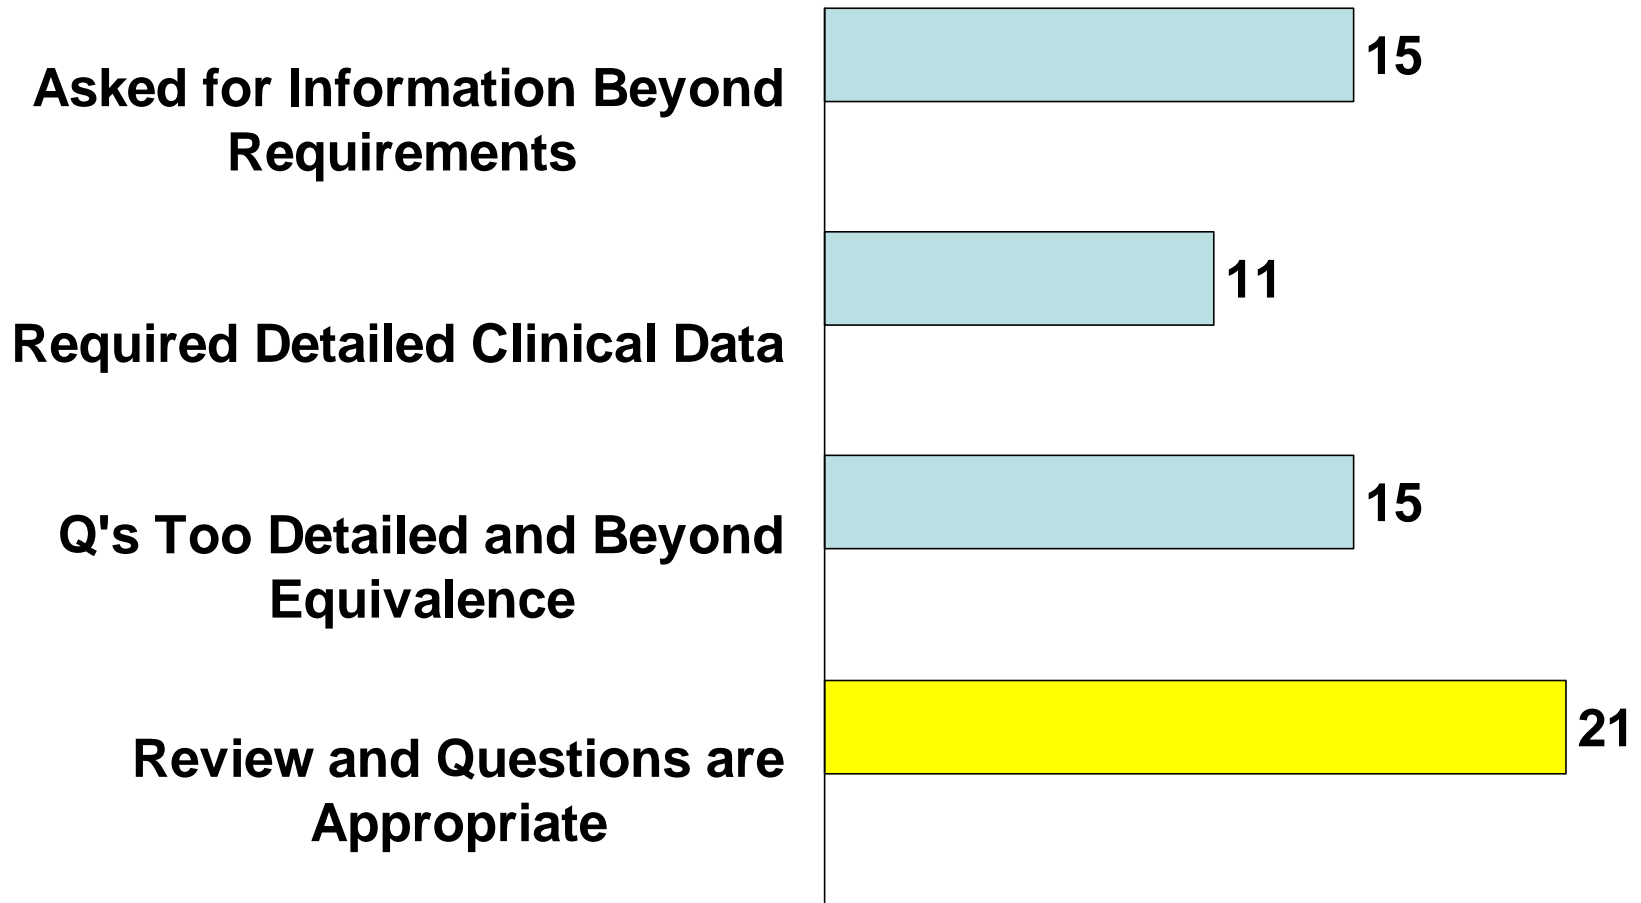 15
Asked for Information Beyond
Requirements
11
Required Detailed Clinical Data
15
Q's Too Detailed and Beyond
Equivalence
21
Review and Questions are
Appropriate